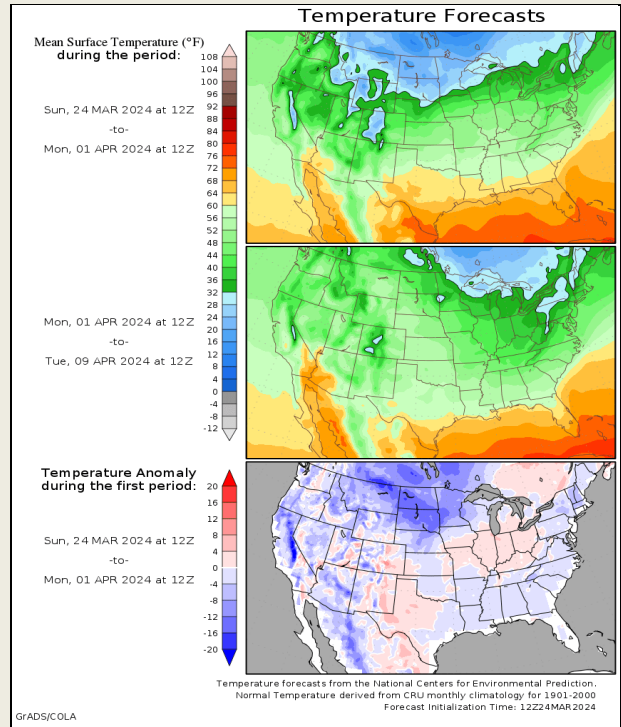 Temperature Forecasts
Mean Surface Temperature (°F)
during the period:
Sun, 24 MAR 2024 at 12Z
-to-
Mon, 01 APR 2024 at 12Z
108
104
100
96
92
88
84
80
76
72
68
64
60
56
52
48
44
40
36
32
28
24
20
16
12
8
4
0
-4
-8
-12
Mon, 01 APR 2024 at 12Z
-to-
Tue, 09 APR 2024 at 12Z
Temperature Anomaly
during the first period:
Sun, 24 MAR 2024 at 12Z
-to-
Mon, 01 APR 2024 at 12Z
20
16
12
8
4
0
-4
-8
-12
-16
-20
Temperature forecasts from the National Centers for Environmental Prediction.
Normal Temperature derived from CRU monthly climatology for 1901-2000
Forecast Initialization Time: 12Z24MAR2024
GrADS/COLA